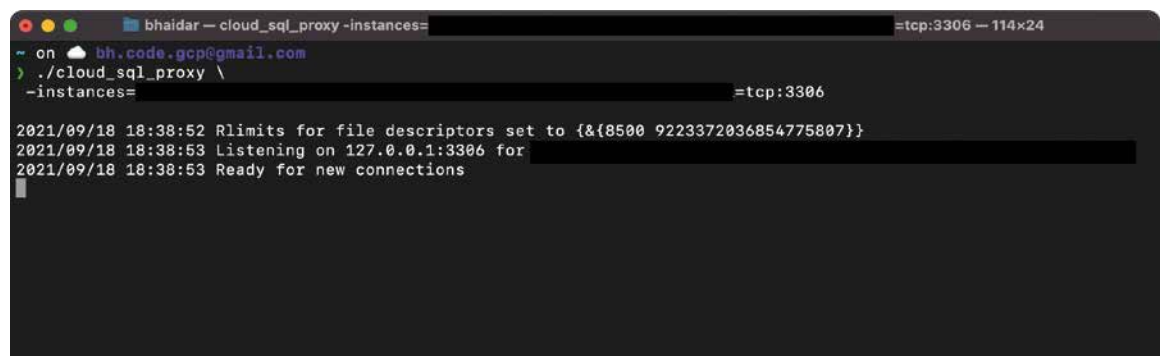 bhaidar — cloud_sql_proxy -instances= =tcp:3306 — 114×24
~ on ☁️ bh.code.gcp@gmail.com
❯ ./cloud_sql_proxy \
-instances= =tcp:3306
2021/09/18 18:38:52 Rlimits for file descriptors set to {&{8500 9223372036854775807}}
2021/09/18 18:38:53 Listening on 127.0.0.1:3306 for
2021/09/18 18:38:53 Ready for new connections